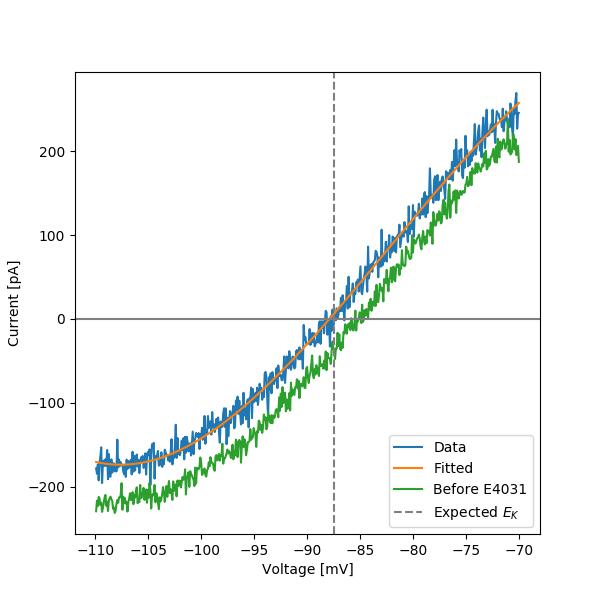 Current [pA]
200
100
0
−100
−200
−110
−105
−100
−95
−90
−85
−80
−75
−70
Voltage [mV]
Data
Fitted
Before E4031
Expected E_K